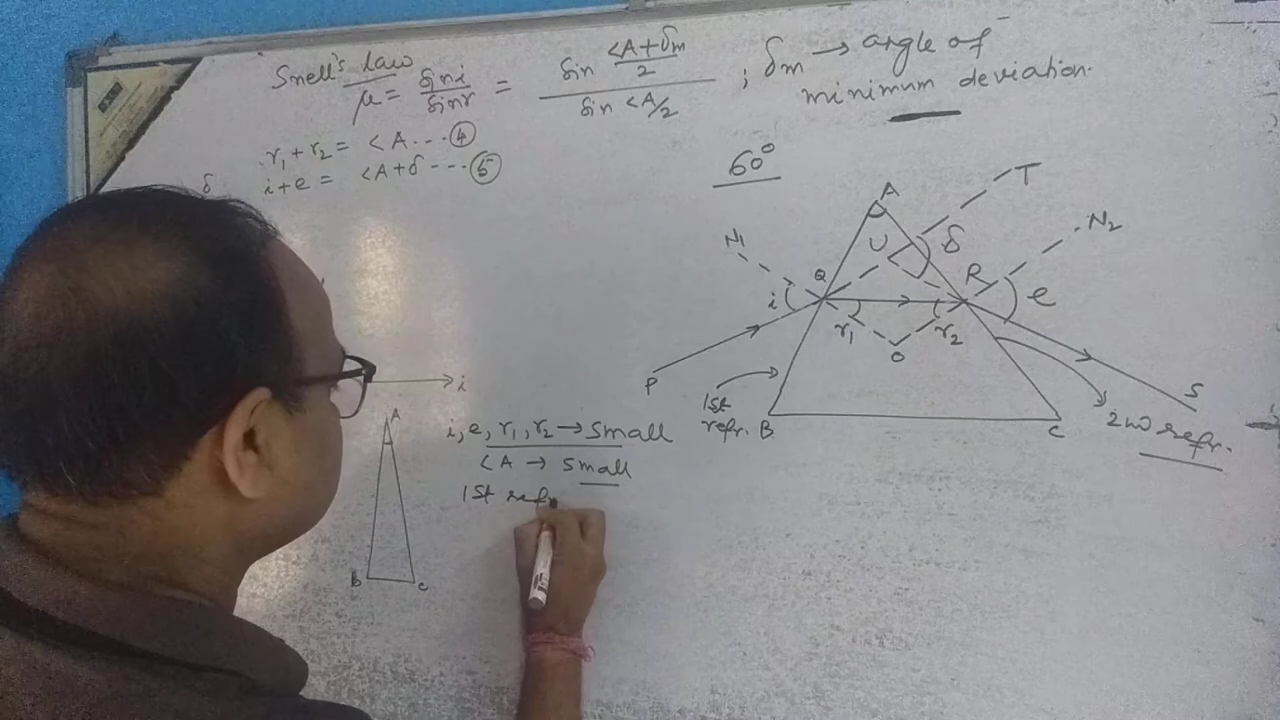 Snell's law
μ = sin i / sin r = sin (<A + δm / 2) / sin <A/2 ; δm → angle of
minimum deviation.
r₁ + r₂ = <A ... ④
i + e = <A + δ --- ⑤
60°
δ
A
T
N₁
U
δ
N₂
Q
R
i
r₁
r₂
e
O
P
1st
refr.
B
C
S
2nd refr.
i
A
i, e, r₁, r₂ → small
<A → small
1st refr
B
C